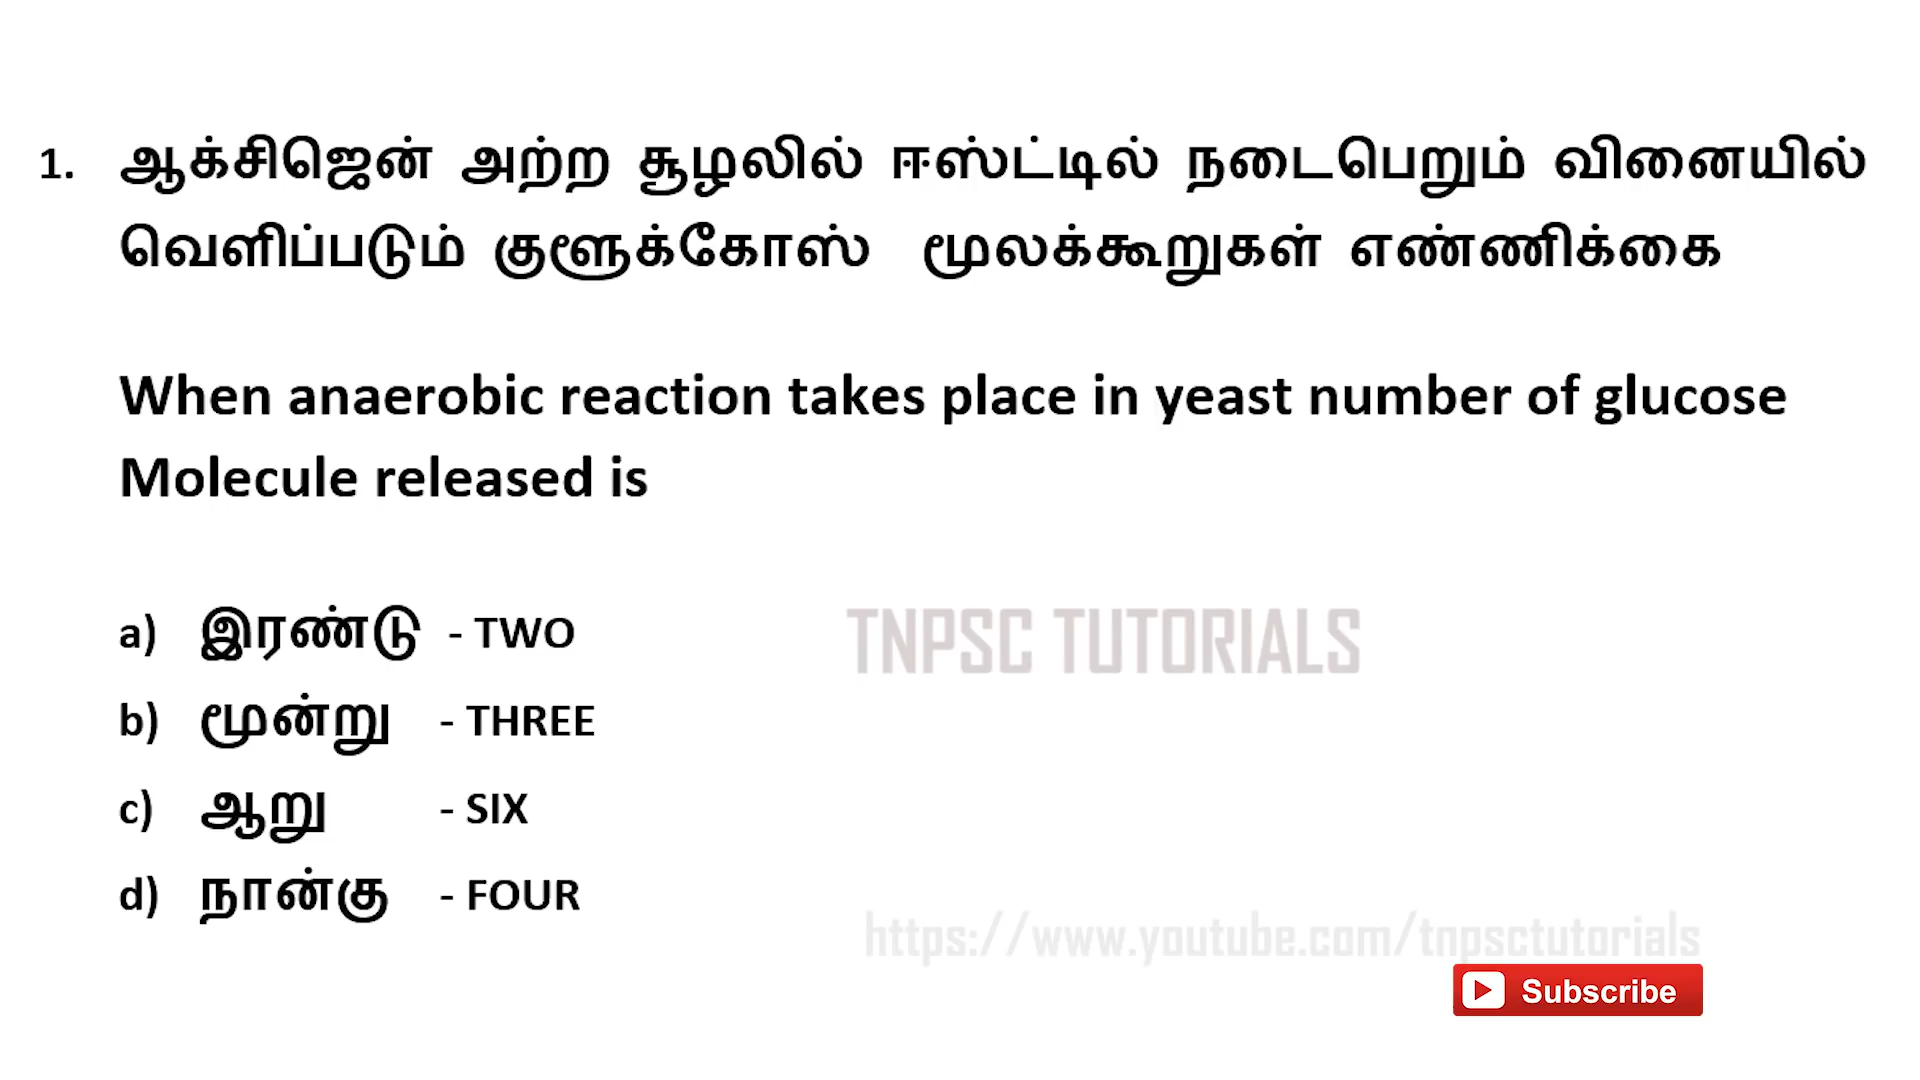 1. ஆக்சிஜென் அற்ற சூழலில் ஈஸ்ட்டில் நடைபெறும் வினையில்
வெளிப்படும் குளூக்கோஸ் மூலக்கூறுகள் எண்ணிக்கை
When anaerobic reaction takes place in yeast number of glucose
Molecule released is
a) இரண்டு - TWO
b) மூன்று - THREE
c) ஆறு - SIX
d) நான்கு - FOUR
TNPSC TUTORIALS
https://www.youtube.com/tnpsctutorials
Subscribe